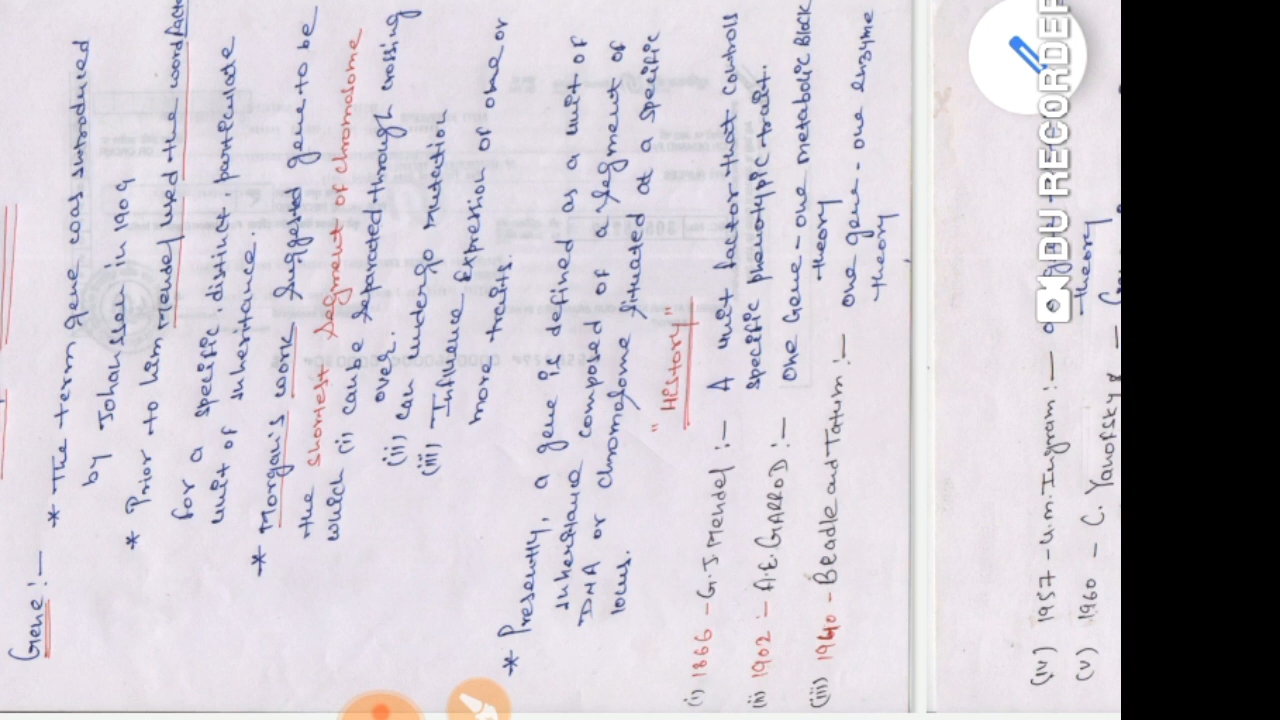 Gene :-
* The term gene was introduced
by Johanssen in 1909
* Prior to him Mendel used the word factor
for a specific, distinct, particulate
unit of inheritance.
* Morgan's work suggested gene to be
the shortest segment of chromosome
which (i) can be separated through crossing
over.
(ii) can undergo mutation
(iii) Influence Expression of one or
more traits.
* Presently, a gene is defined as a unit of
inheritance composed of a segment of
DNA or chromosome situated at a specific
locus.
"History"
(i) 1866 - G.J. Mendel :- A unit factor that controls
specific phenotypic trait.
(ii) 1902 :- A.E. GARROD :- One Gene - one metabolic Block
theory
(iii) 1940 - Beadle and Tatum :- One gene - one enzyme
theory
(iv) 1957 - V.M. Ingram :-
theory
(v) 1960 - C. Yanofsky &
DU RECORDER